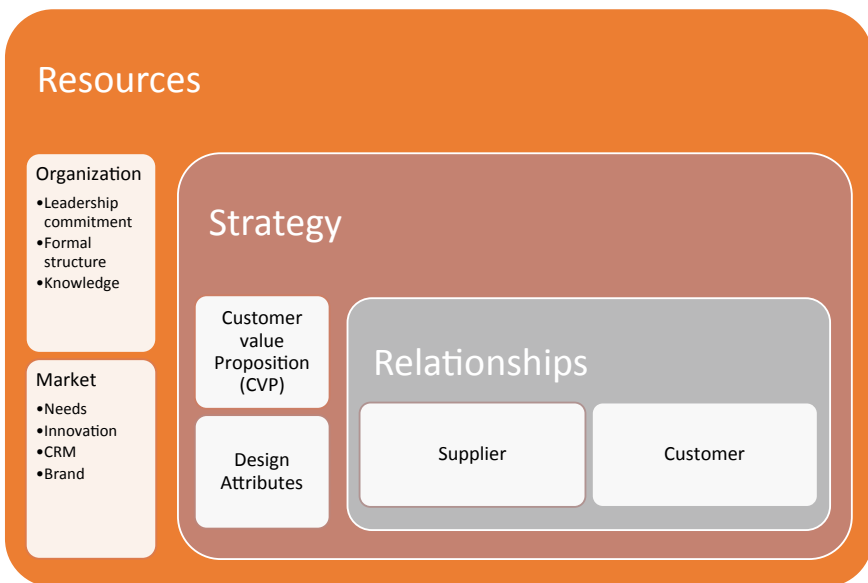 Resources
Organization
•Leadership
commitment
•Formal
structure
•Knowledge
Market
•Needs
•Innovation
•CRM
•Brand
Strategy
Customer
value
Proposition
(CVP)
Design
Attributes
Relationships
Supplier
Customer